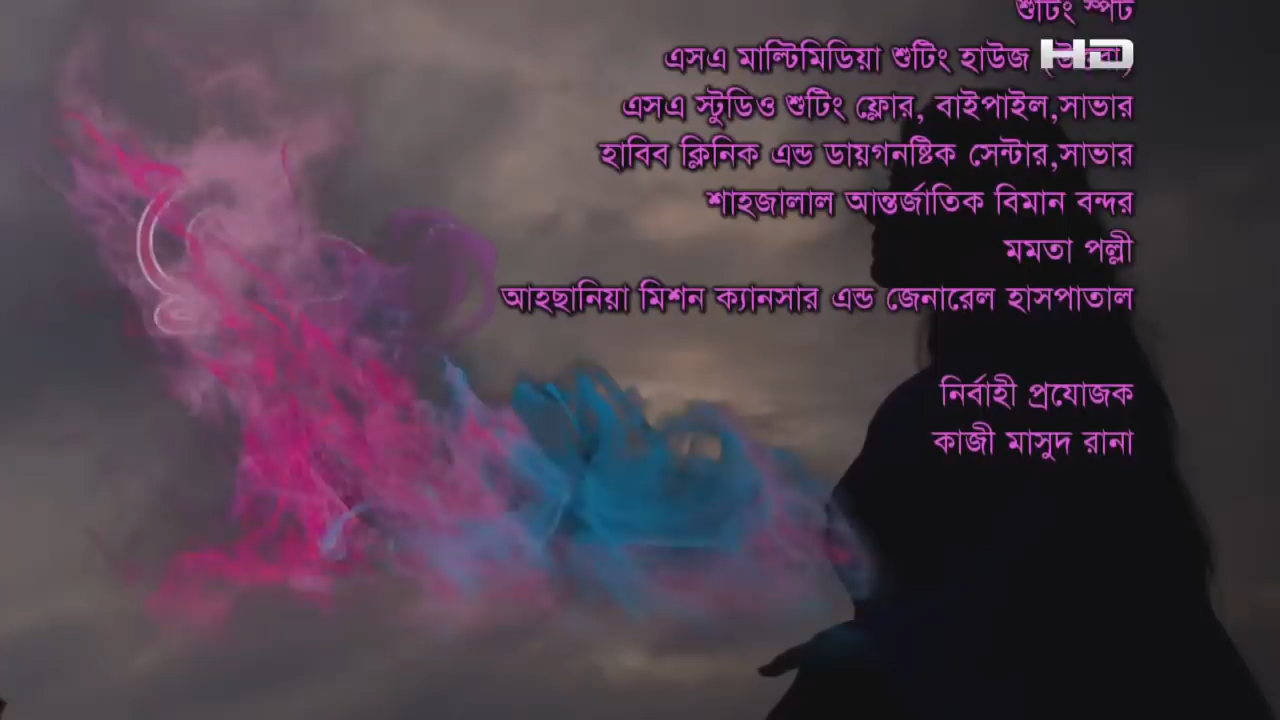 শুটিং স্পট
এসএ মাল্টিমিডিয়া শুটিং হাউজ
HD
এসএ স্টুডিও শুটিং ফ্লোর, বাইপাইল,সাভার
হাবিব ক্লিনিক এন্ড ডায়গনষ্টিক সেন্টার,সাভার
শাহজালাল আন্তর্জাতিক বিমান বন্দর
মমতা পল্লী
আহছানিয়া মিশন ক্যানসার এন্ড জেনারেল হাসপাতাল
নির্বাহী প্রযোজক
কাজী মাসুদ রানা